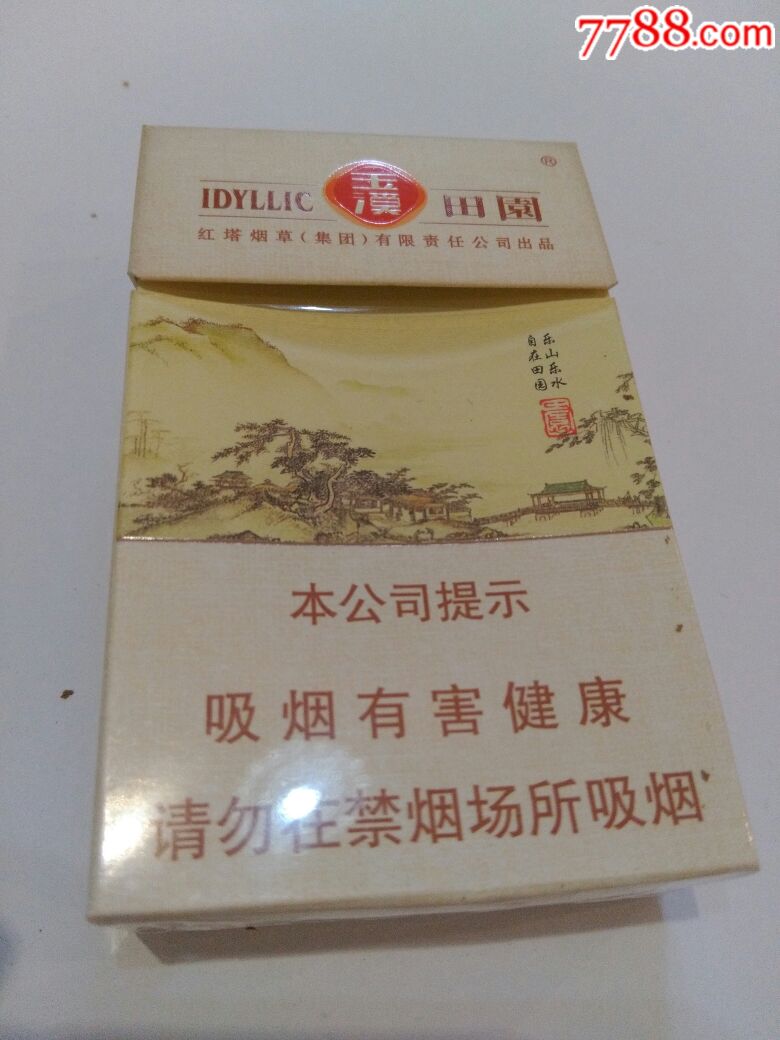 7788.com
IDYLLIC 玉溪 田園 ®
红塔烟草(集团)有限责任公司出品
乐山乐水
自在田园
本公司提示
吸烟有害健康
请勿在禁烟场所吸烟